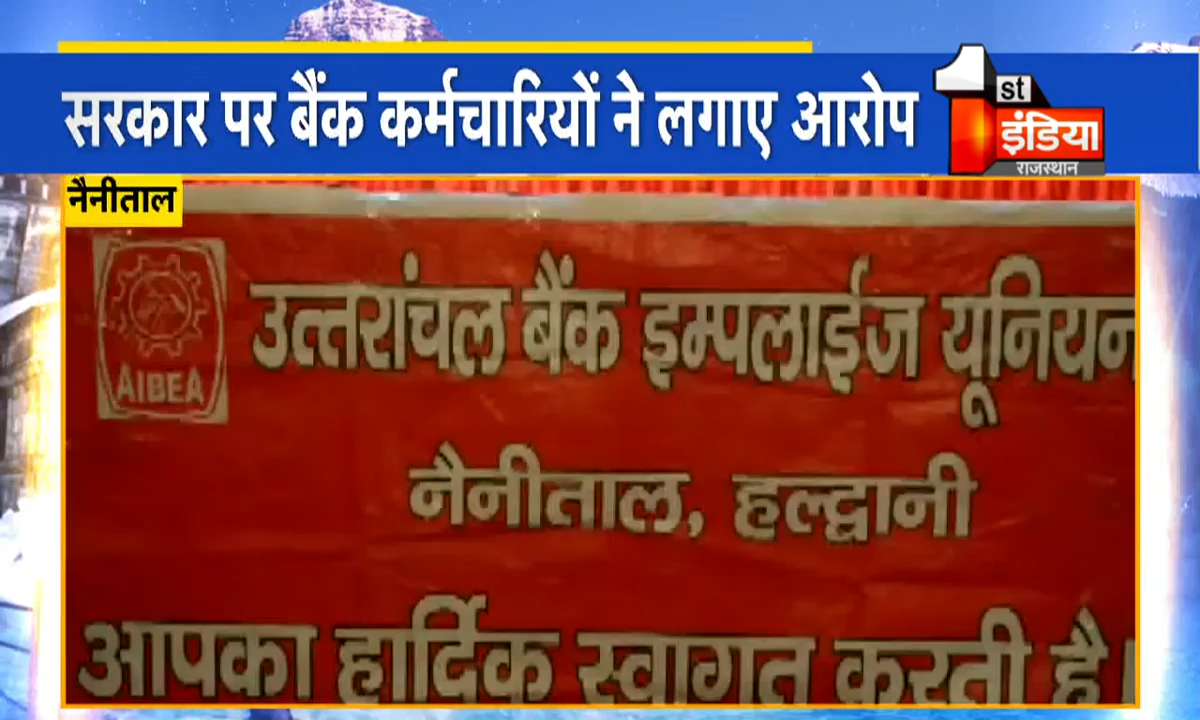 सरकार पर बैंक कर्मचारियों ने लगाए आरोप
1st
इंडिया
राजस्थान
नैनीताल
AIBEA
उत्तरांचल बैंक इम्पलाईज यूनियन
नैनीताल, हल्द्वानी
आपका हार्दिक स्वागत करती है।